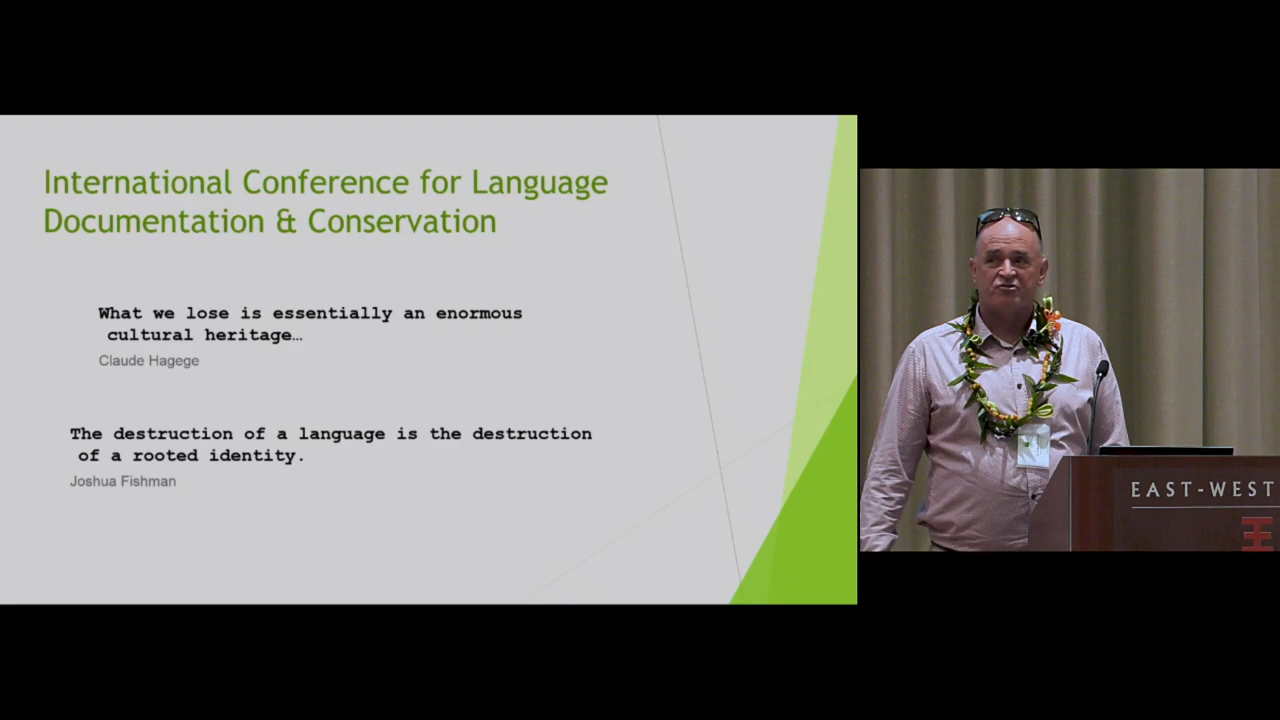 International Conference for Language
Documentation & Conservation
What we lose is essentially an enormous
cultural heritage…
Claude Hagege
The destruction of a language is the destruction
of a rooted identity.
Joshua Fishman
EAST-WEST